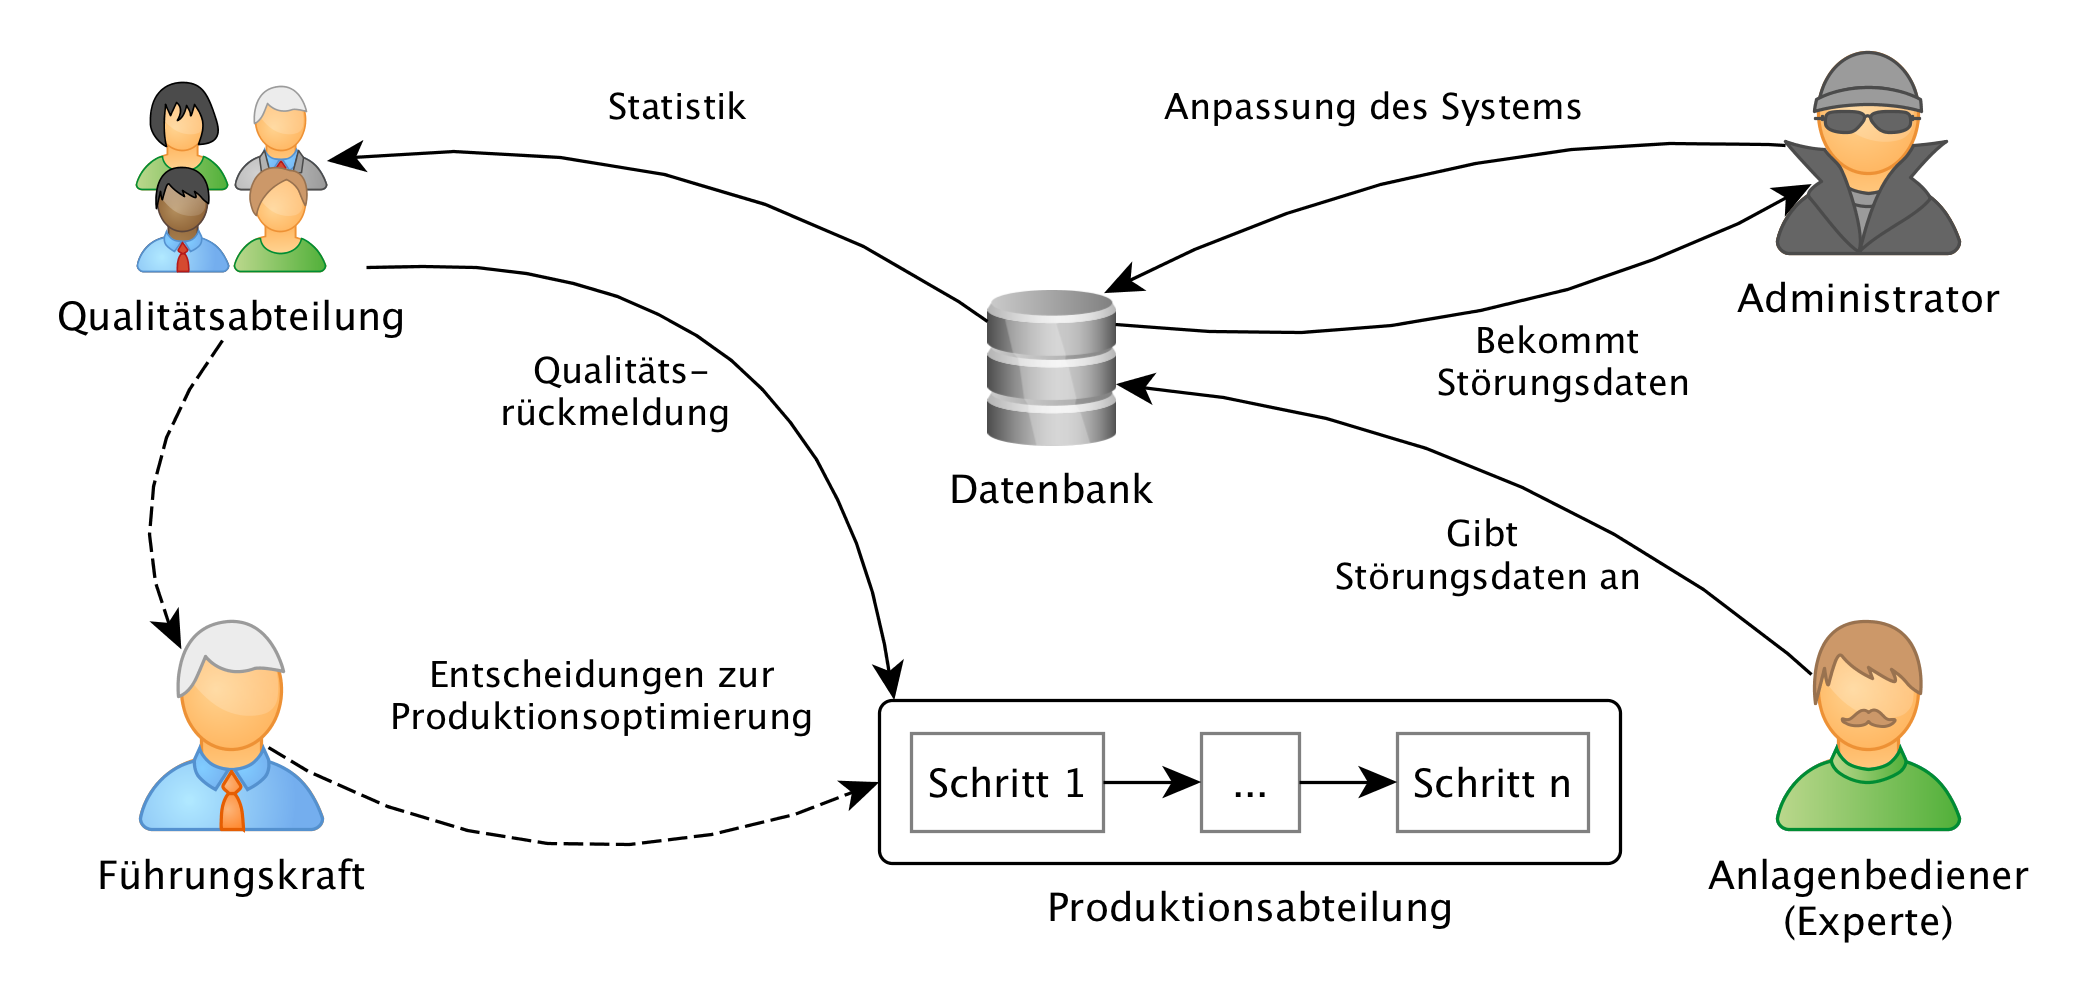 Statistik
Anpassung des Systems
Qualitätsabteilung
Administrator
Qualitäts-
rückmeldung
Bekommt
Störungsdaten
Datenbank
Gibt
Störungsdaten an
Entscheidungen zur
Produktionsoptimierung
Schritt 1
...
Schritt n
Führungskraft
Produktionsabteilung
Anlagenbediener
(Experte)